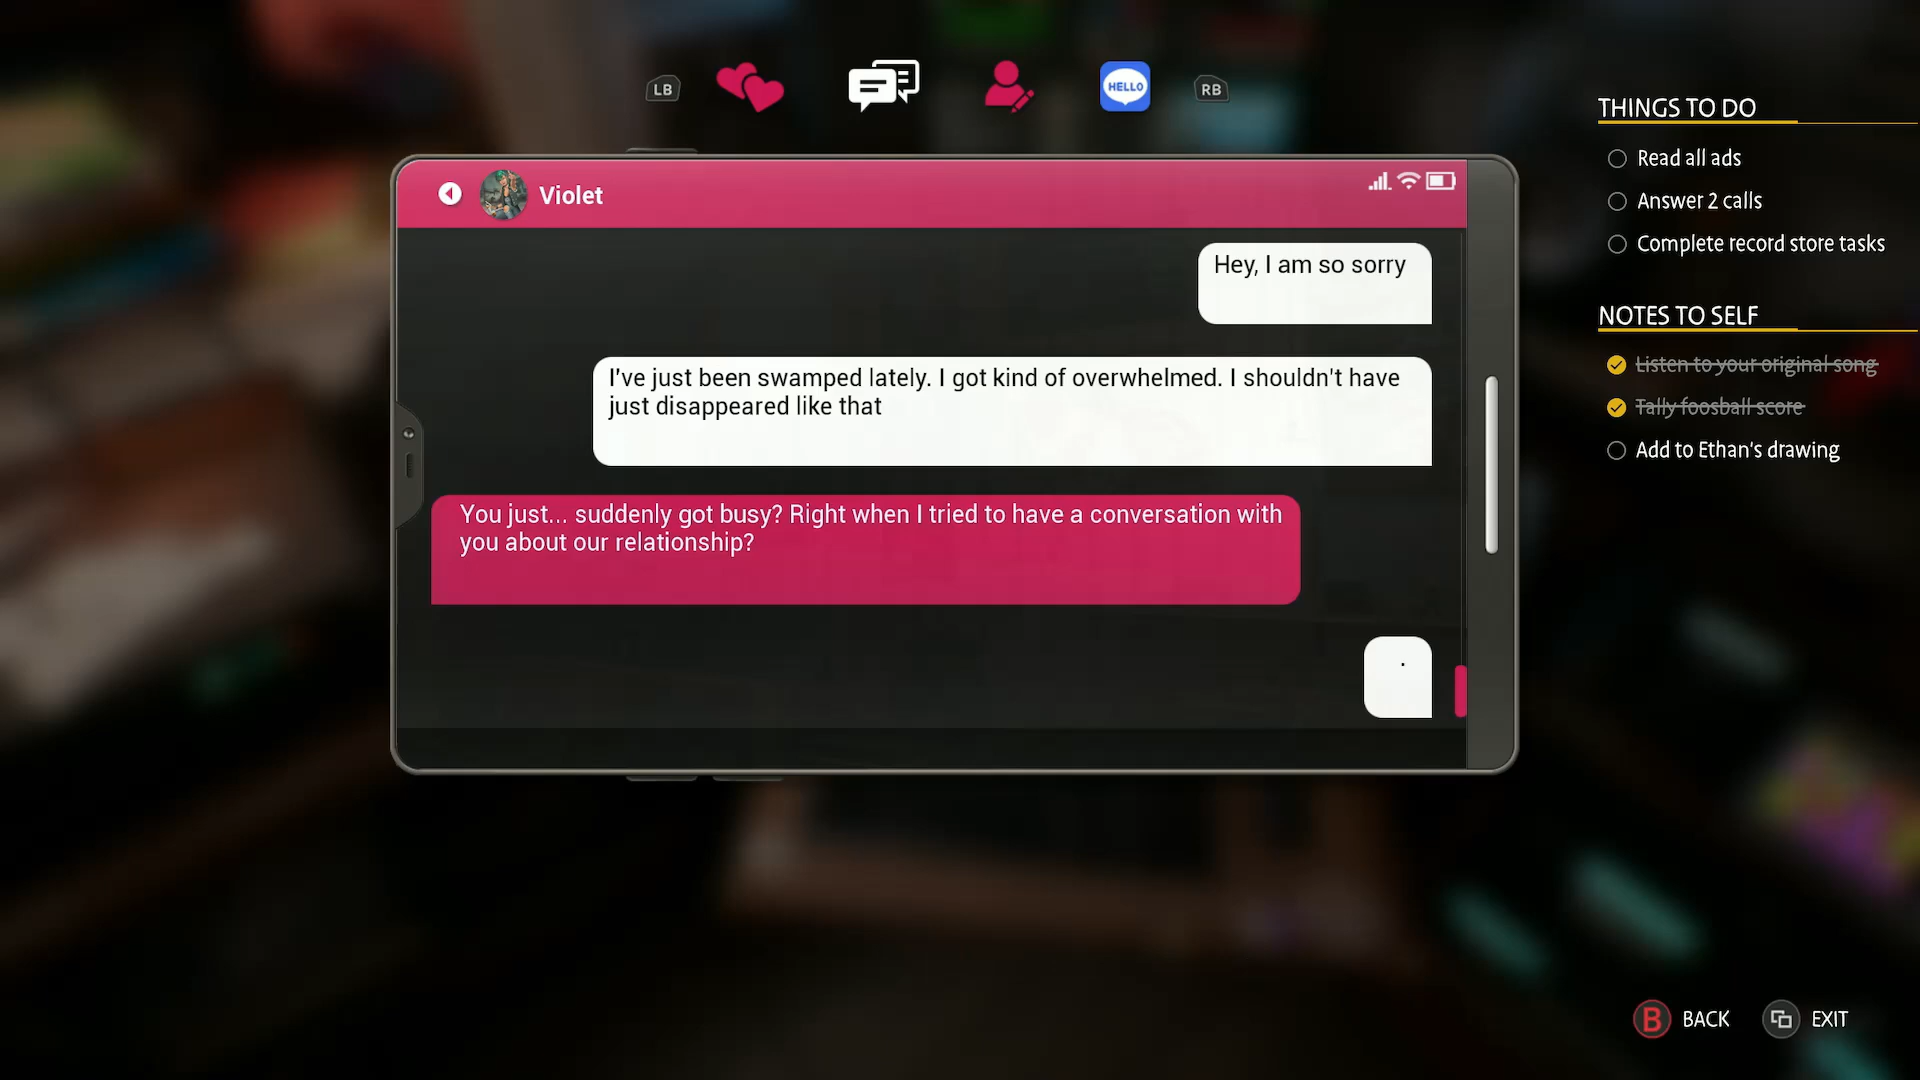 LB
HELLO
RB
Violet
Hey, I am so sorry
I've just been swamped lately. I got kind of overwhelmed. I shouldn't have
just disappeared like that
You just... suddenly got busy? Right when I tried to have a conversation with
you about our relationship?
.
THINGS TO DO
Read all ads
Answer 2 calls
Complete record store tasks
NOTES TO SELF
Listen to your original song
Tally foosball score
Add to Ethan's drawing
B BACK
EXIT